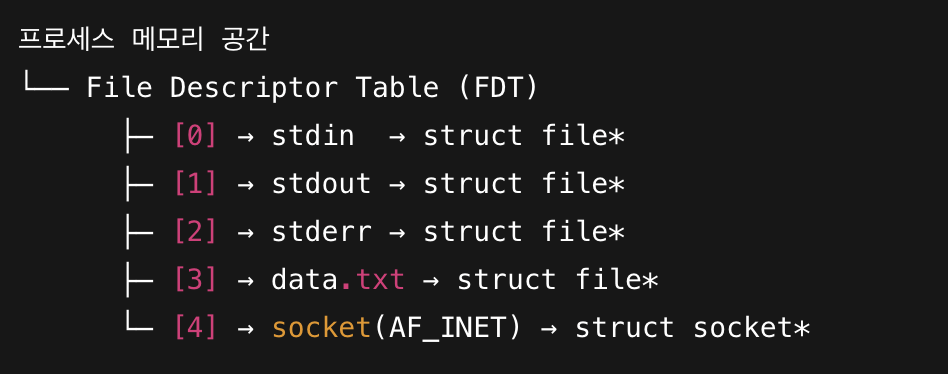 프로세스 메모리 공간
└── File Descriptor Table (FDT)
├─ [0] → stdin → struct file*
├─ [1] → stdout → struct file*
├─ [2] → stderr → struct file*
├─ [3] → data.txt → struct file*
└─ [4] → socket(AF_INET) → struct socket*